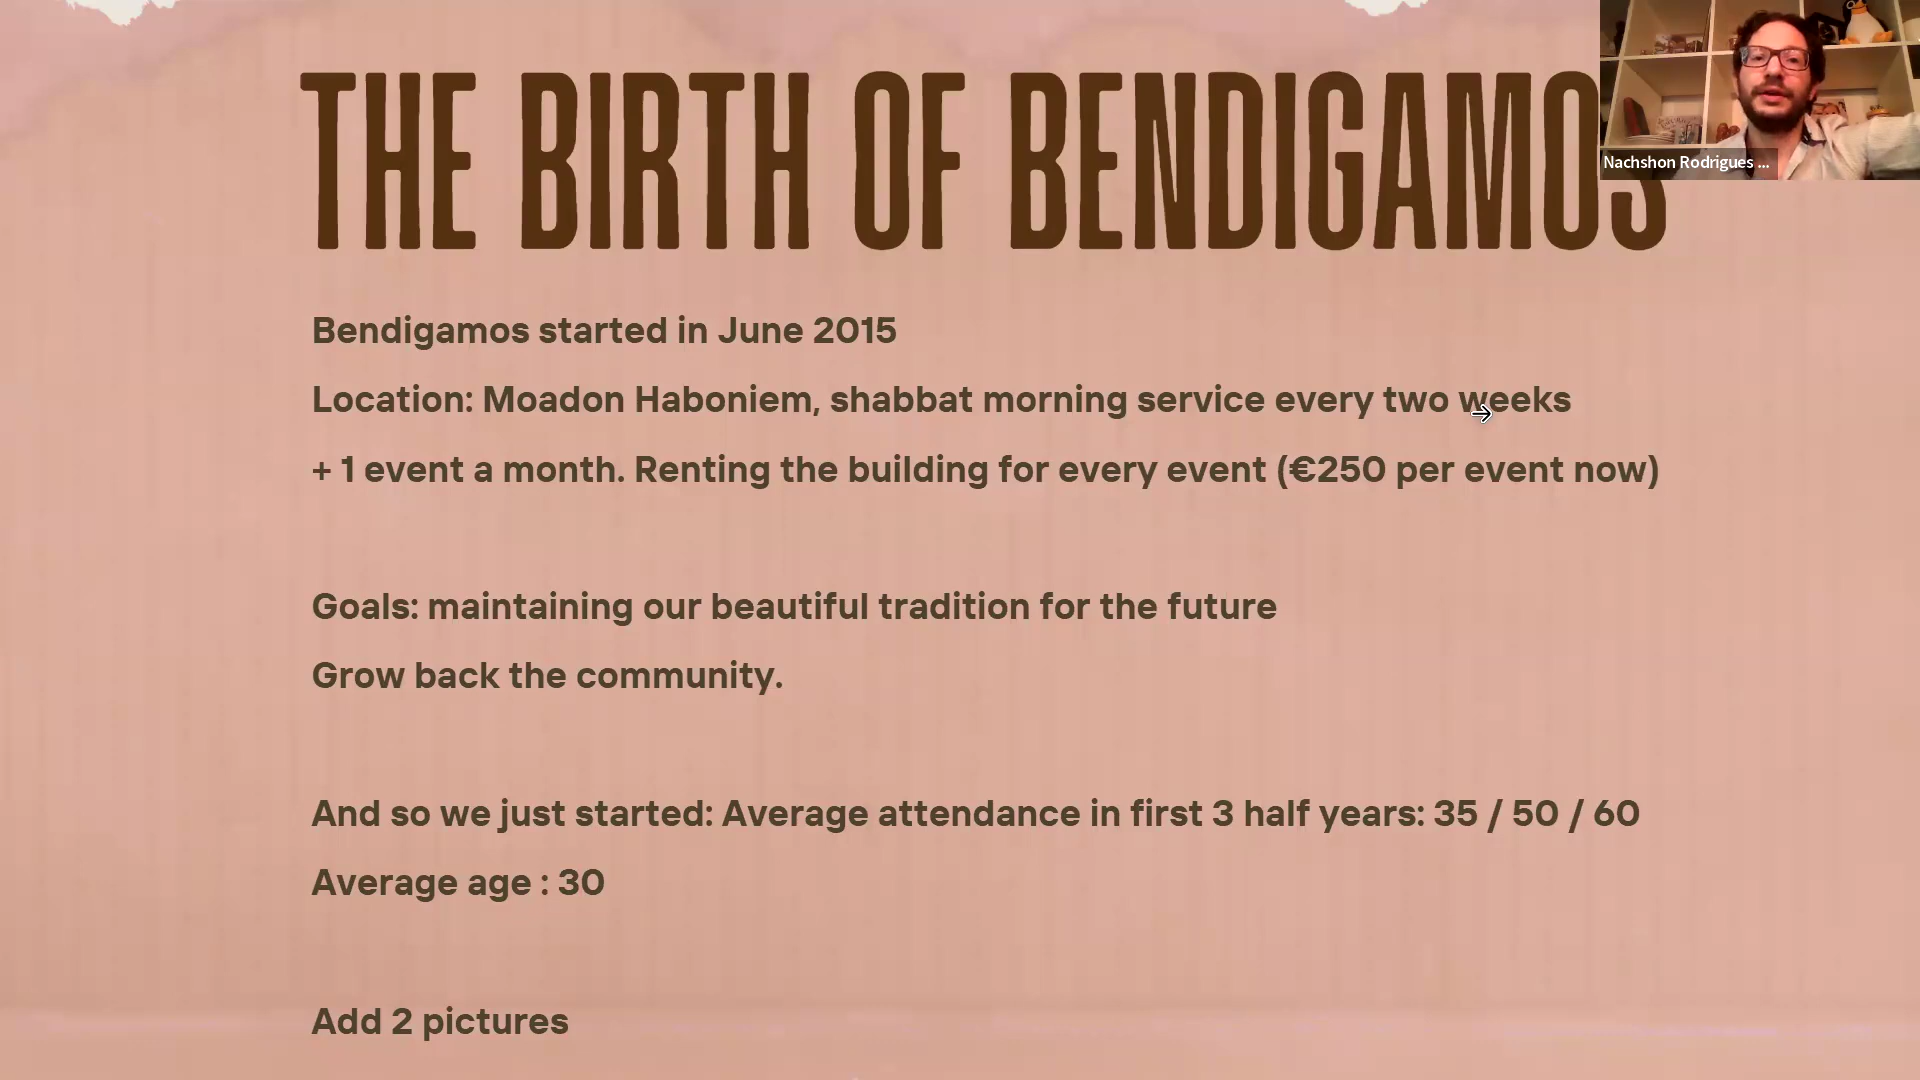 THE BIRTH OF BENDIGAMOS
Nachshon Rodrigues ...
Bendigamos started in June 2015
Location: Moadon Haboniem, shabbat morning service every two weeks
+ 1 event a month. Renting the building for every event (€250 per event now)
Goals: maintaining our beautiful tradition for the future
Grow back the community.
And so we just started: Average attendance in first 3 half years: 35 / 50 / 60
Average age : 30
Add 2 pictures